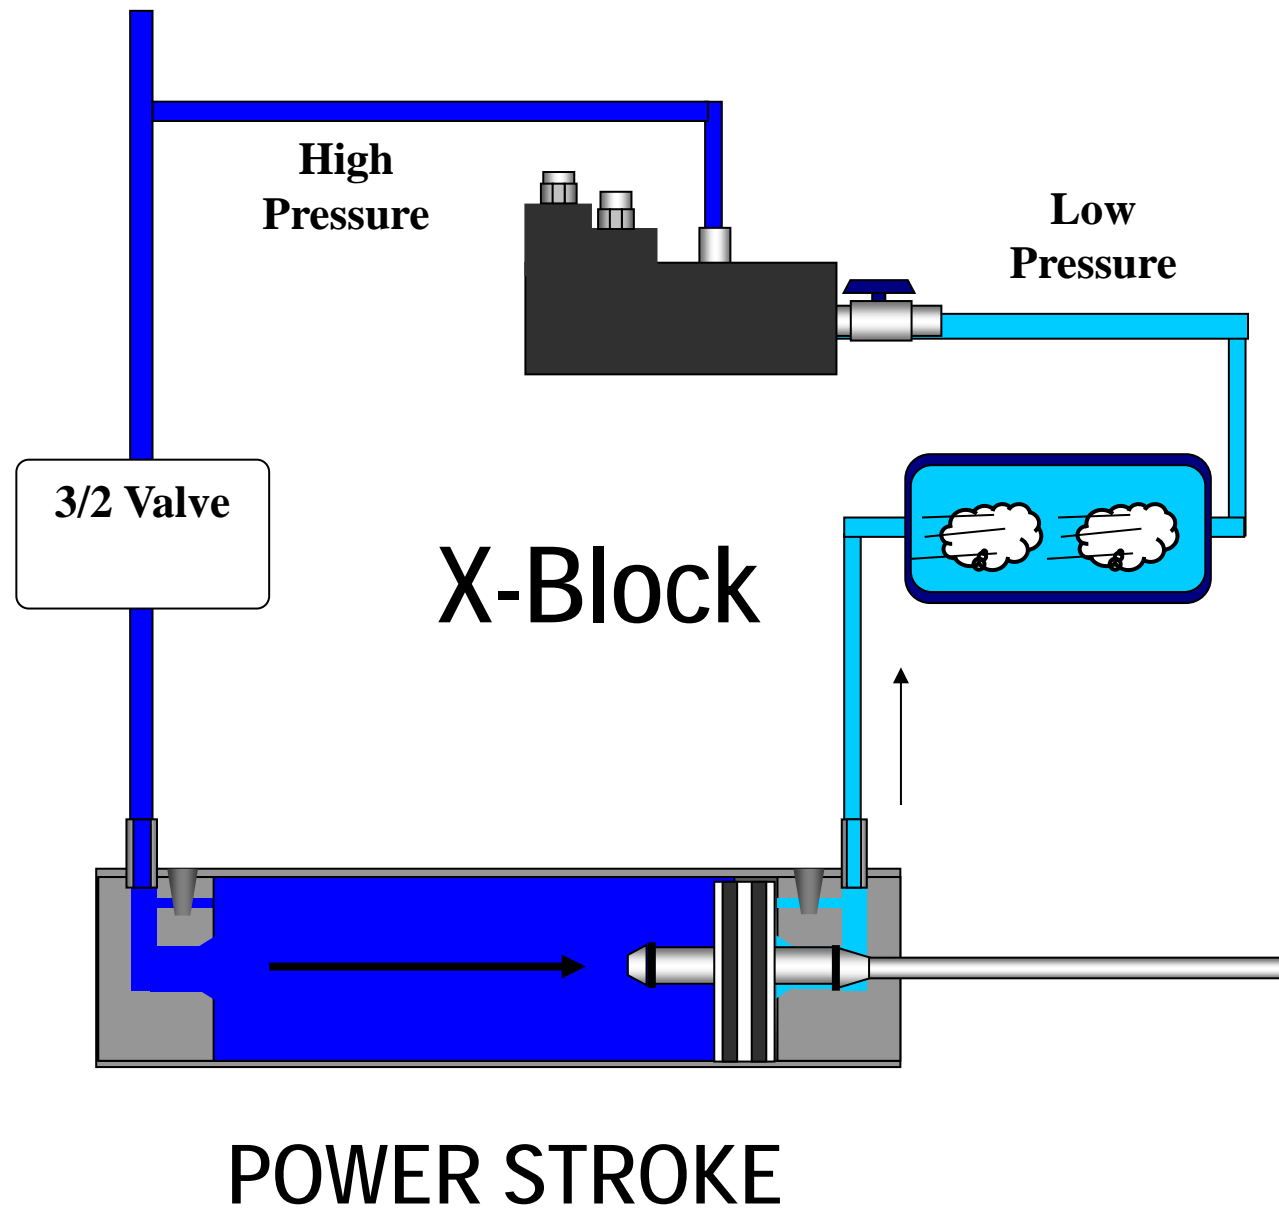 High
Pressure
Low
Pressure
3/2 Valve
X-Block
POWER STROKE